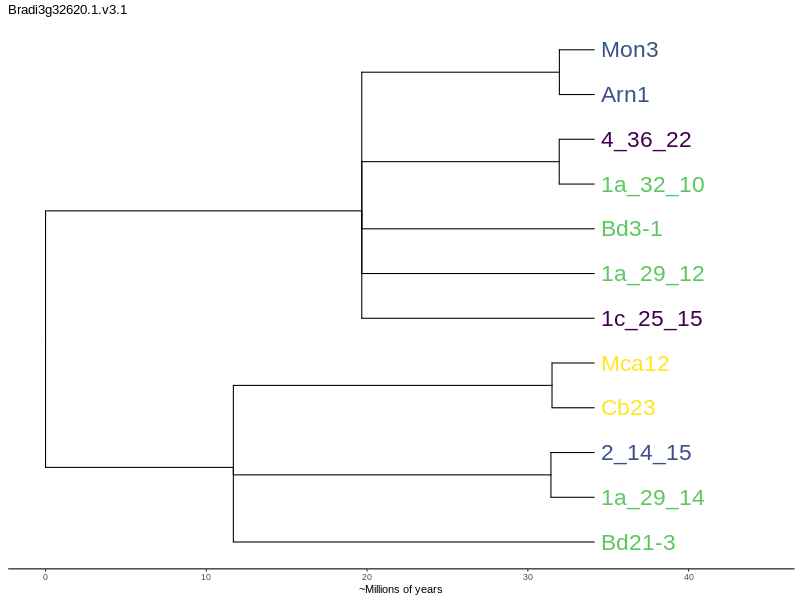 Bradi3g32620.1.v3.1
Mon3
Arn1
4_36_22
1a_32_10
Bd3-1
1a_29_12
1c_25_15
Mca12
Cb23
2_14_15
1a_29_14
Bd21-3
0 10 20 30 40
~Millions of years